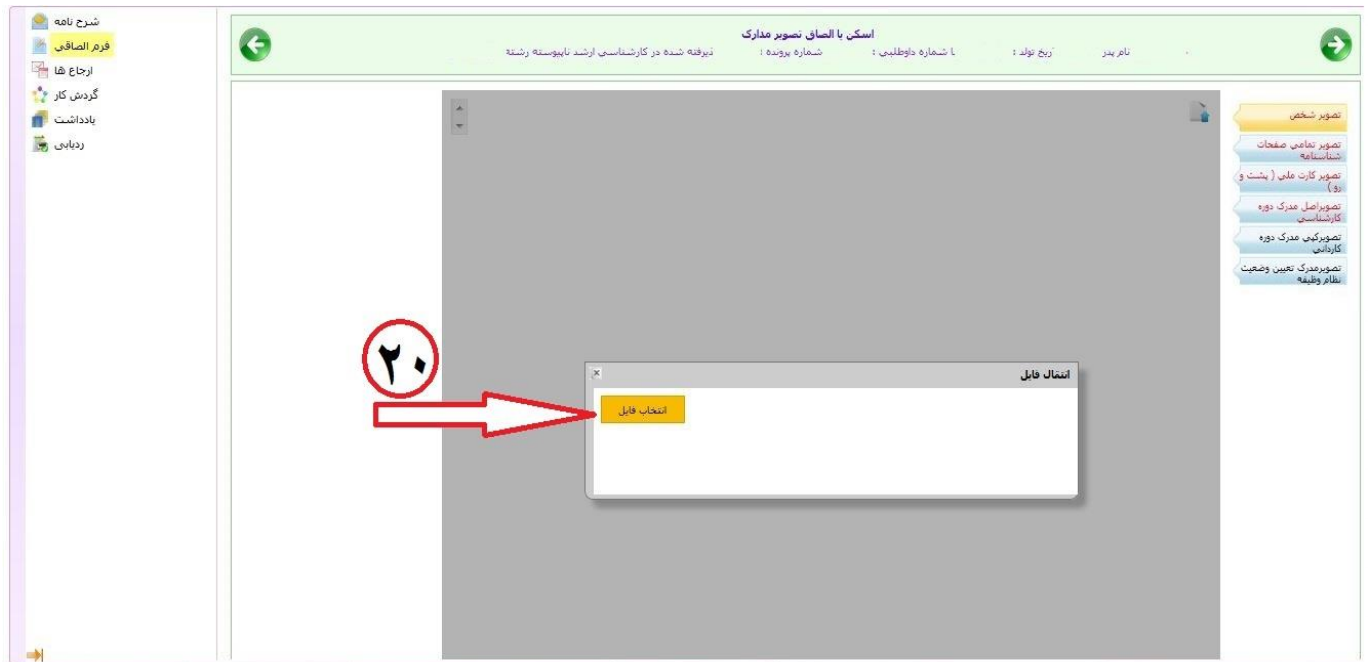 شرح نامه
فرم الصاقی
ارجاع ها
گردش کار
یادداشت
ردیابی
اسکن یا الصاق تصویر مدارک
نام پدر
ریخ تولد :
ا شماره داوطلبی :
شماره پرونده :
ذیرفته شده در کارشناسی ارشد ناپیوسته رشته
تصویر شخص
تصویر تمامی صفحات
شناسنامه
تصویر کارت ملی ( پشت و
رو )
تصویراصل مدرک دوره
کارشناسی
تصویرکپی مدرک دوره
کاردانی
تصویرمدرک تعیین وضعیت
نظام وظیفه
انتقال فایل
انتخاب فایل
۲۰